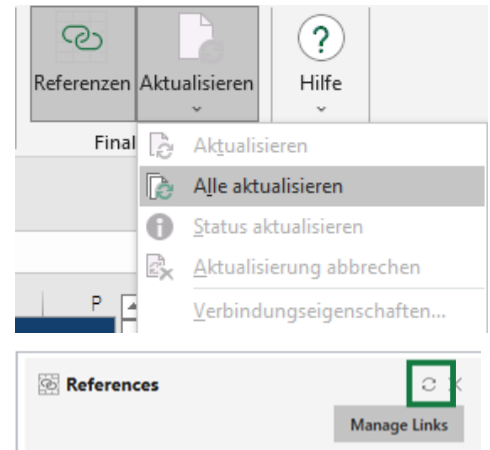 Referenzen Aktualisieren Hilfe
Final
Aktualisieren
Alle aktualisieren
Status aktualisieren
Aktualisierung abbrechen
Verbindungseigenschaften...
P
References
Manage Links